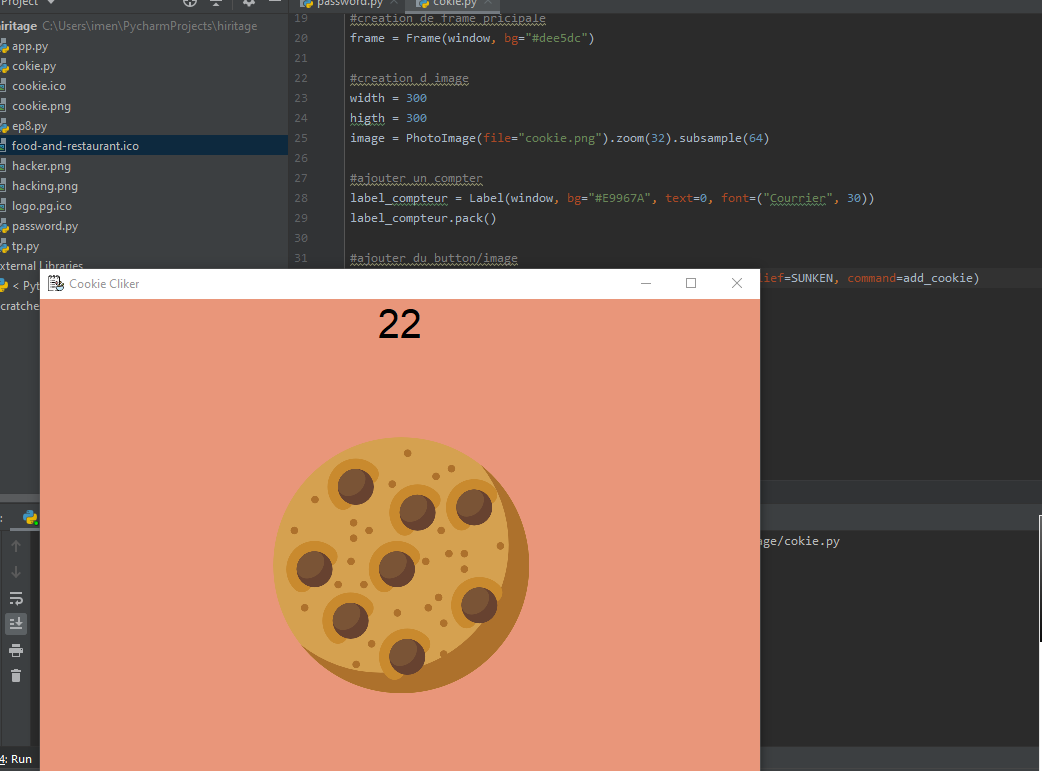 Project
password.py
cokie.py
hiritage C:\Users\imen\PycharmProjects\hiritage
app.py
cokie.py
cookie.ico
cookie.png
ep8.py
food-and-restaurant.ico
hacker.png
hacking.png
logo.pg.ico
password.py
tp.py
xternal Libraries
< Pyt
cratche
19 #creation de frame pricipale
20 frame = Frame(window, bg="#dee5dc")
21
22 #creation d image
23 width = 300
24 higth = 300
25 image = PhotoImage(file="cookie.png").zoom(32).subsample(64)
26
27 #ajouter un compter
28 label_compteur = Label(window, bg="#E9967A", text=0, font=("Courrier", 30))
29 label_compteur.pack()
30
31 #ajouter du button/image
ief=SUNKEN, command=add_cookie)
Cookie Cliker
22
age/cokie.py
4: Run